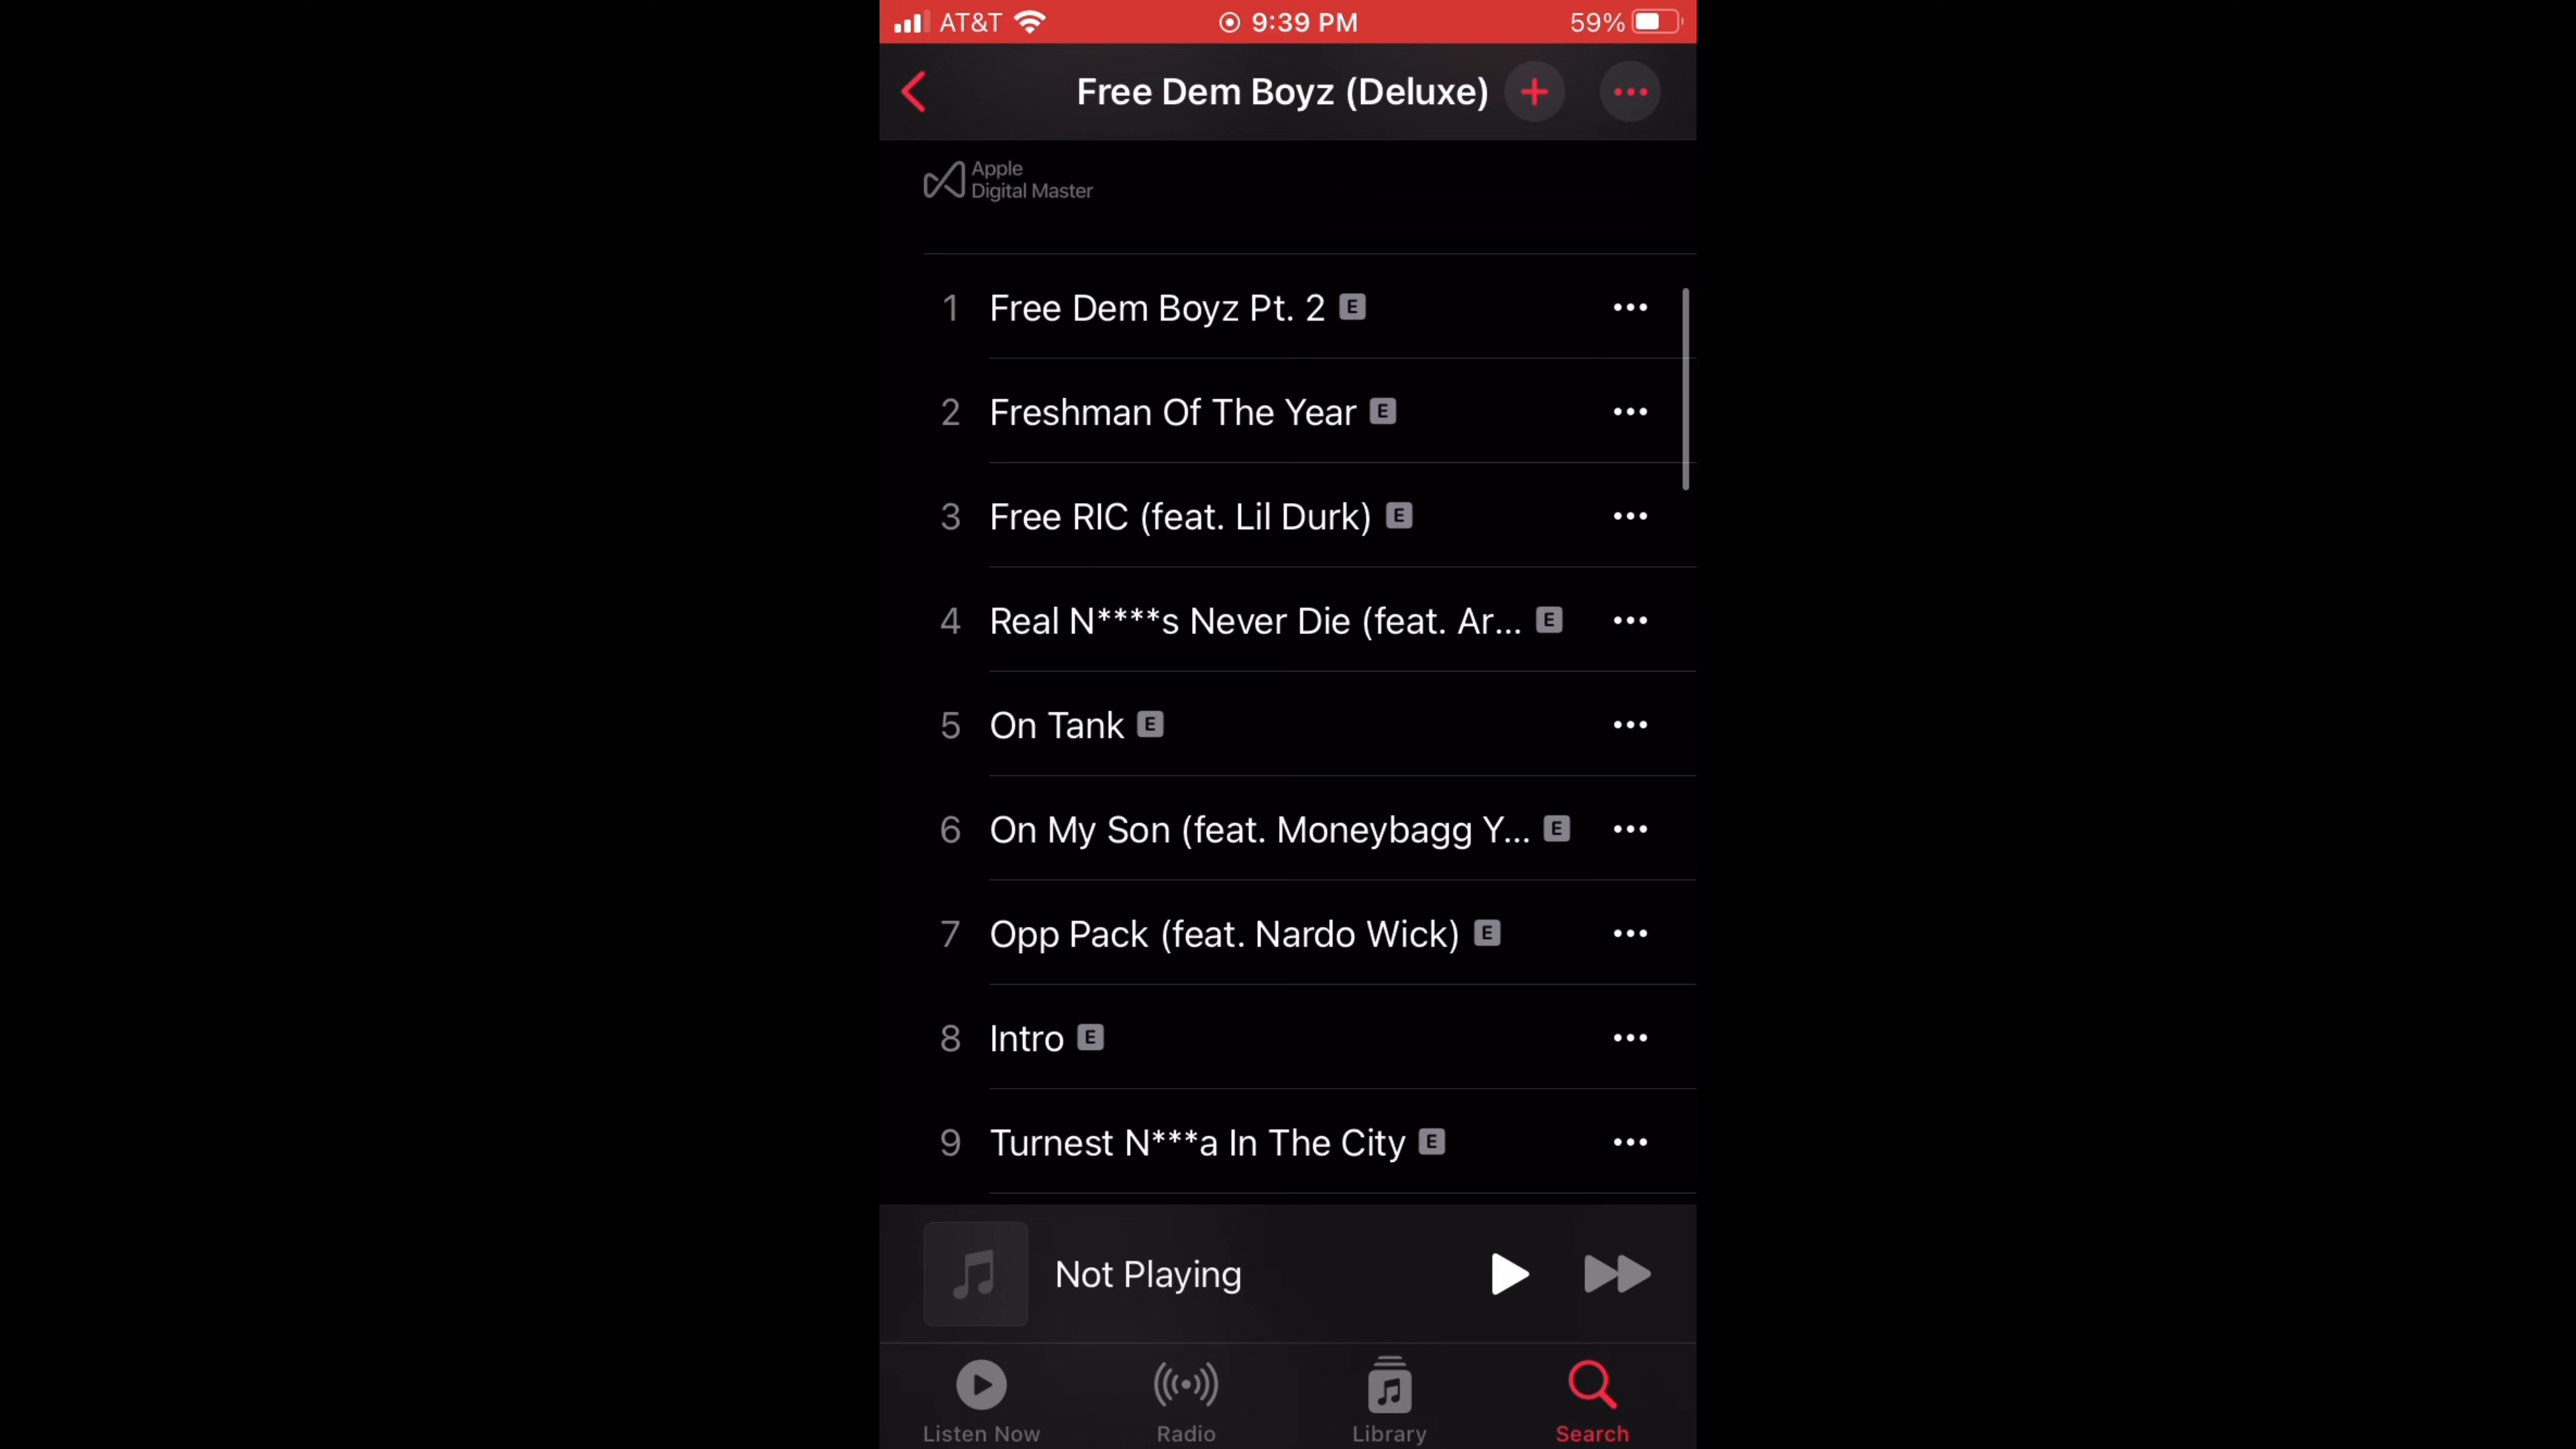 AT&T 9:39 PM 59%
Free Dem Boyz (Deluxe)
Apple
Digital Master
1 Free Dem Boyz Pt. 2 E
2 Freshman Of The Year E
3 Free RIC (feat. Lil Durk) E
4 Real N****s Never Die (feat. Ar... E
5 On Tank E
6 On My Son (feat. Moneybagg Y... E
7 Opp Pack (feat. Nardo Wick) E
8 Intro E
9 Turnest N***a In The City E
Not Playing
Listen Now Radio Library Search